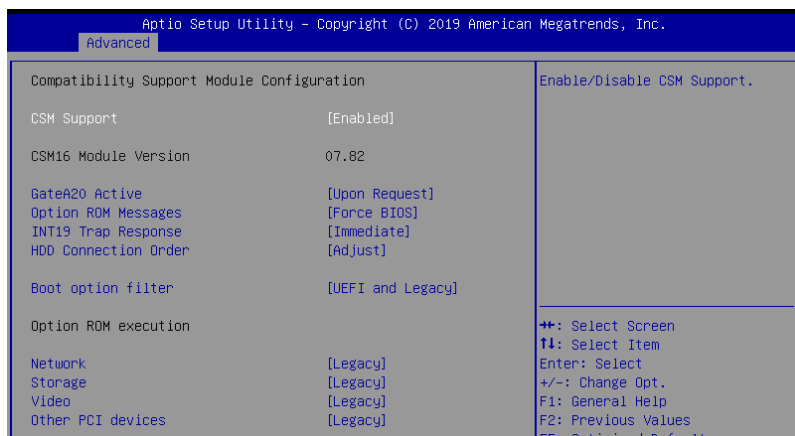 Aptio Setup Utility – Copyright (C) 2019 American Megatrends, Inc.
Advanced
Compatibility Support Module Configuration
CSM Support [Enabled]
CSM16 Module Version 07.82
GateA20 Active [Upon Request]
Option ROM Messages [Force BIOS]
INT19 Trap Response [Immediate]
HDD Connection Order [Adjust]
Boot option filter [UEFI and Legacy]
Option ROM execution
Network [Legacy]
Storage [Legacy]
Video [Legacy]
Other PCI devices [Legacy]
Enable/Disable CSM Support.
→←: Select Screen
↑↓: Select Item
Enter: Select
+/-: Change Opt.
F1: General Help
F2: Previous Values